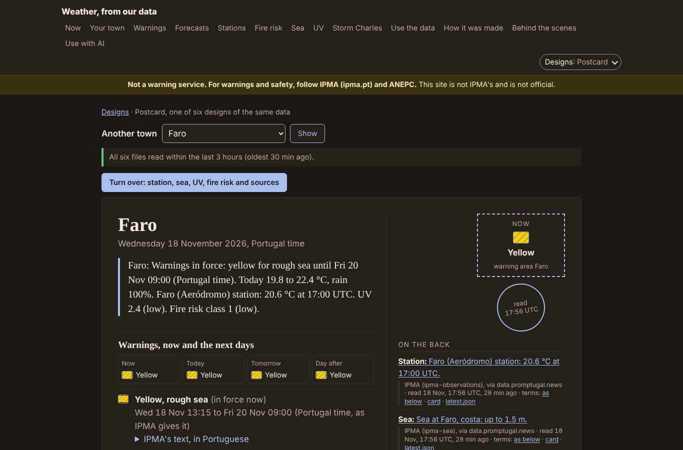 Weather, from our data
Now Your town Warnings Forecasts Stations Fire risk Sea UV Storm Charles Use the data How it was made Behind the scenes
Use with AI
Designs: Postcard
Not a warning service. For warnings and safety, follow IPMA (ipma.pt) and ANEPC. This site is not IPMA's and is not official.
Designs · Postcard, one of six designs of the same data
Another town Faro Show
All six files read within the last 3 hours (oldest 30 min ago).
Turn over: station, sea, UV, fire risk and sources
Faro
Wednesday 18 November 2026, Portugal time
Faro: Warnings in force: yellow for rough sea until Fri 20
Nov 09:00 (Portugal time). Today 19.8 to 22.4 °C, rain
100%. Faro (Aeródromo) station: 20.6 °C at 17:00 UTC. UV
2.4 (low). Fire risk class 1 (low).
Warnings, now and the next days
Now Today Tomorrow Day after
Yellow Yellow Yellow Yellow
Yellow, rough sea (in force now)
Wed 18 Nov 13:15 to Fri 20 Nov 09:00 (Portugal time, as
IPMA gives it)
IPMA's text, in Portuguese
NOW
Yellow
warning area Faro
read
17:56 UTC
ON THE BACK
Station: Faro (Aeródromo) station: 20.6 °C at
17:00 UTC.
IPMA (ipma-observations), via data.promptugal.news
· read 18 Nov, 17:56 UTC, 29 min ago · terms: as
below · card · latest.json
Sea: Sea at Faro, costa: up to 1.5 m.
IPMA (ipma-sea), via data.promptugal.news · read 18
Nov, 17:56 UTC, 28 min ago · terms: as below · card ·
latest.json